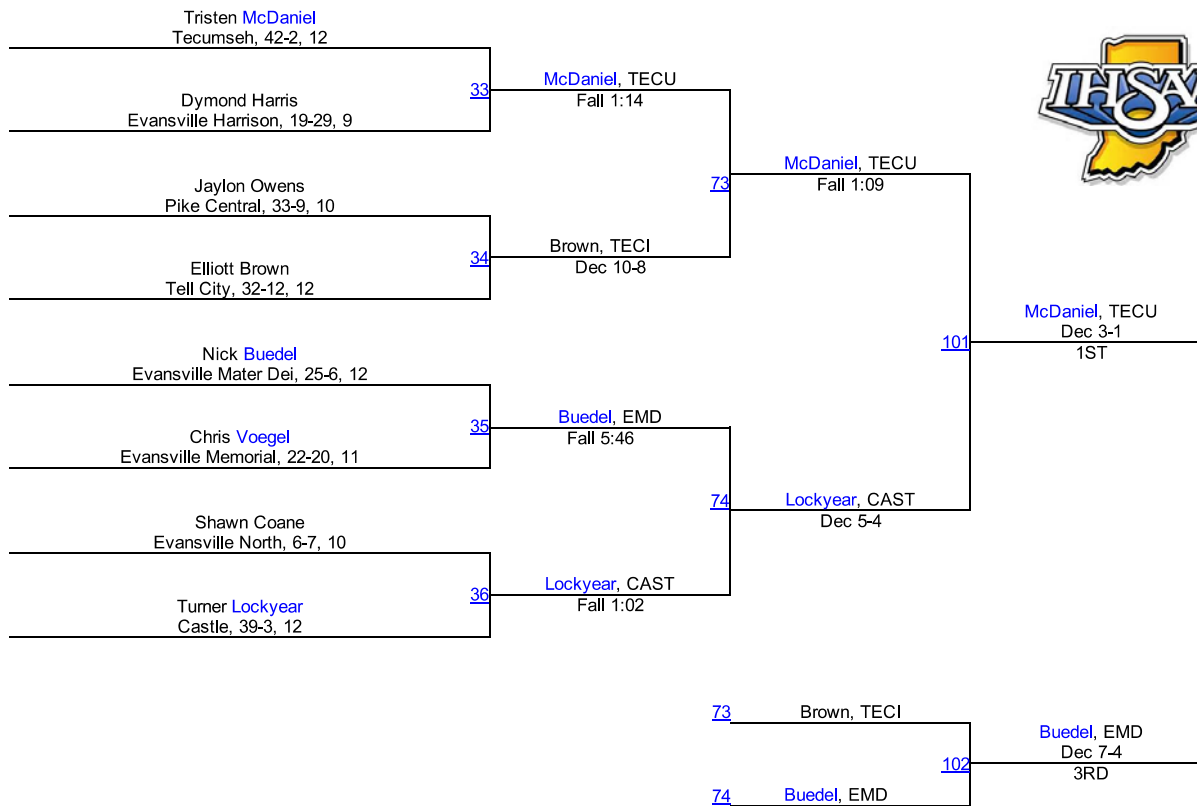 Tristen McDaniel
Tecumseh, 42-2, 12
33
McDaniel, TECU
Fall 1:14
Dymond Harris
Evansville Harrison, 19-29, 9
IHSAA
73
McDaniel, TECU
Fall 1:09
Jaylon Owens
Pike Central, 33-9, 10
34
Brown, TECI
Dec 10-8
Elliott Brown
Tell City, 32-12, 12
101
McDaniel, TECU
Dec 3-1
1ST
Nick Buedel
Evansville Mater Dei, 25-6, 12
35
Buedel, EMD
Fall 5:46
Chris Voegel
Evansville Memorial, 22-20, 11
74
Lockyear, CAST
Dec 5-4
Shawn Coane
Evansville North, 6-7, 10
36
Lockyear, CAST
Fall 1:02
Turner Lockyear
Castle, 39-3, 12
73
Brown, TECI
102
Buedel, EMD
Dec 7-4
3RD
74
Buedel, EMD